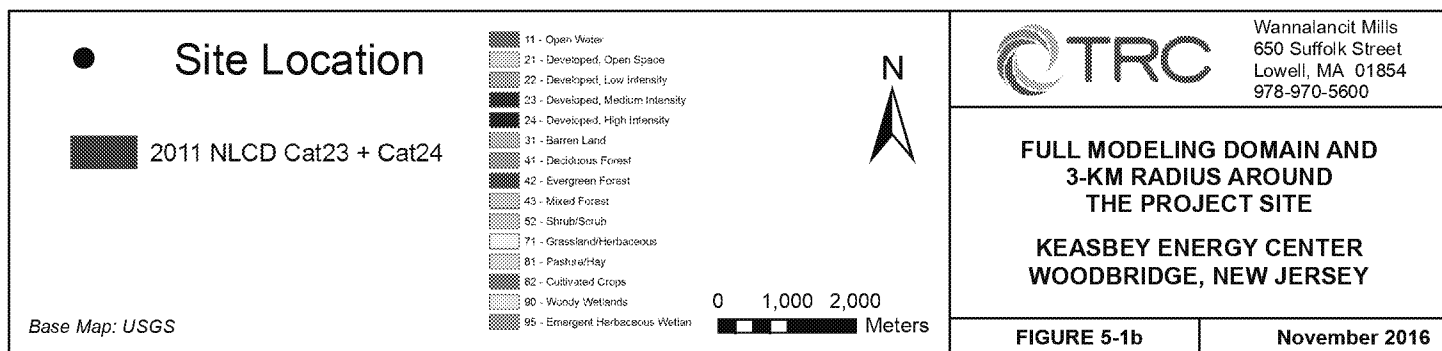 Site Location
2011 NLCD Cat23 + Cat24
Base Map: USGS
11 - Open Water
21 - Developed, Open Space
22 - Developed, Low Intensity
23 - Developed, Medium Intensity
24 - Developed, High Intensity
31 - Barren Land
41 - Deciduous Forest
42 - Evergreen Forest
43 - Mixed Forest
52 - Shrub/Scrub
71 - Grassland/Herbaceous
81 - Pasture/Hay
82 - Cultivated Crops
90 - Woody Wetlands
95 - Emergent Herbaceous Wetlan
N
0 1,000 2,000
Meters
TRC
Wannalancit Mills
650 Suffolk Street
Lowell, MA 01854
978-970-5600
FULL MODELING DOMAIN AND
3-KM RADIUS AROUND
THE PROJECT SITE
KEASBEY ENERGY CENTER
WOODBRIDGE, NEW JERSEY
FIGURE 5-1b
November 2016